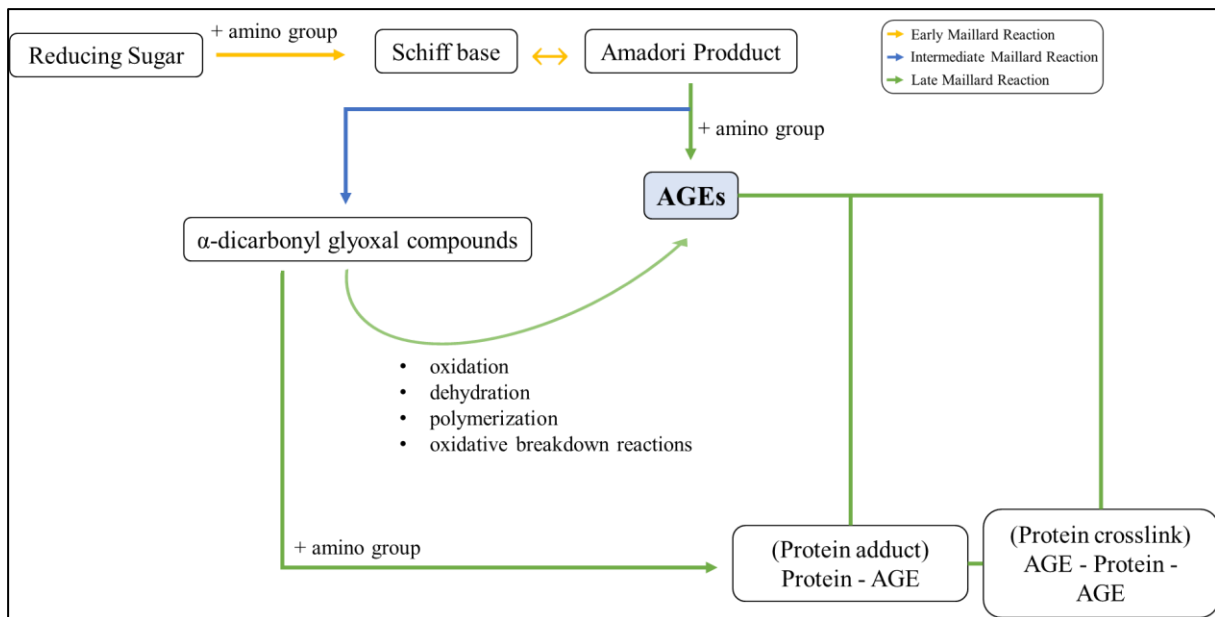 + amino group
Reducing Sugar
Schiff base
Amadori Prodduct
Early Maillard Reaction
Intermediate Maillard Reaction
Late Maillard Reaction
+ amino group
AGEs
α-dicarbonyl glyoxal compounds
• oxidation
• dehydration
• polymerization
• oxidative breakdown reactions
+ amino group
(Protein adduct)
Protein - AGE
(Protein crosslink)
AGE - Protein -
AGE